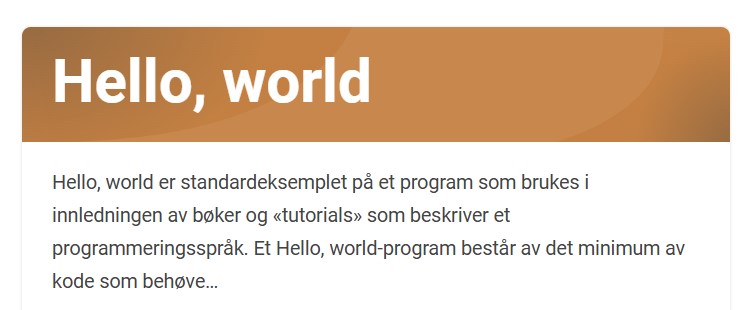 Hello, world
Hello, world er standardeksemplet på et program som brukes i
innledningen av bøker og «tutorials» som beskriver et
programmeringsspråk. Et Hello, world-program består av det minimum av
kode som behøve...